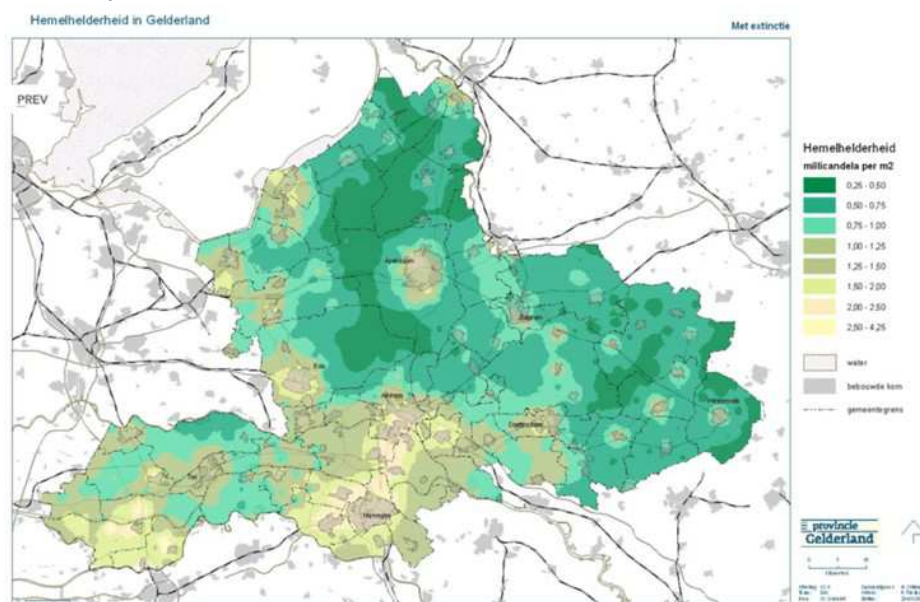 Hemelhelderheid in Gelderland
Met extinctie
PREV
Hemelhelderheid
millicandela per m2
0,25 - 0,50
0,50 - 0,75
0,75 - 1,00
1,00 - 1,25
1,25 - 1,50
1,50 - 2,00
2,00 - 2,50
2,50 - 4,25
water
bebouwde kom
gemeentegrens
Apeldoorn
Zutphen
Ede
Arnhem
Doetinchem
Winterswijk
Tiel
Nijmegen
provincie
Gelderland